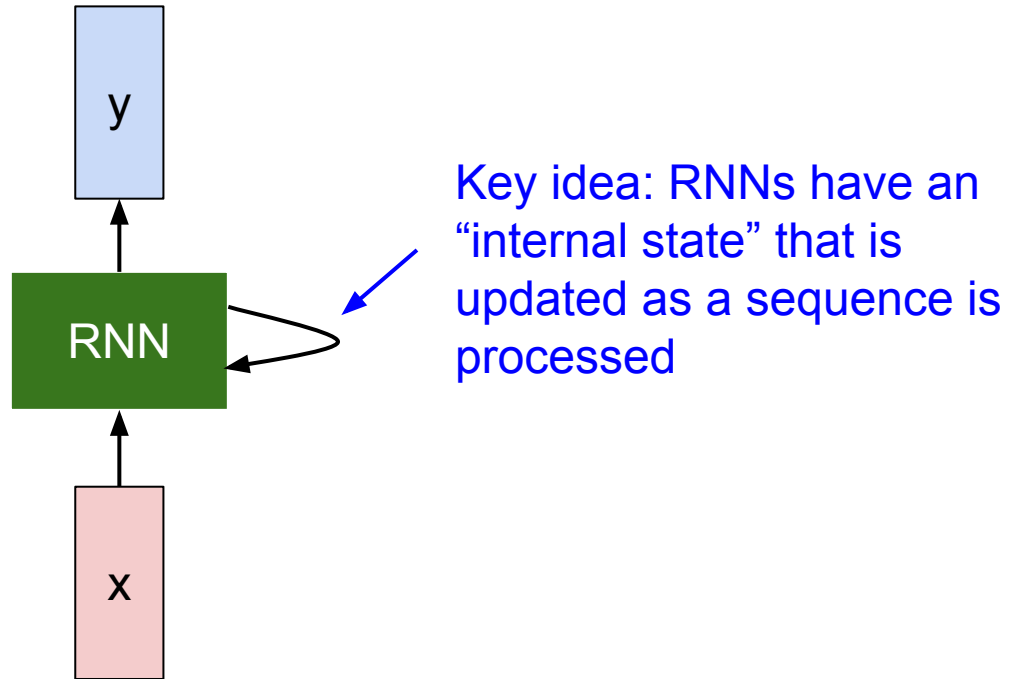 y
Key idea: RNNs have an
“internal state” that is
updated as a sequence is
processed
RNN
x